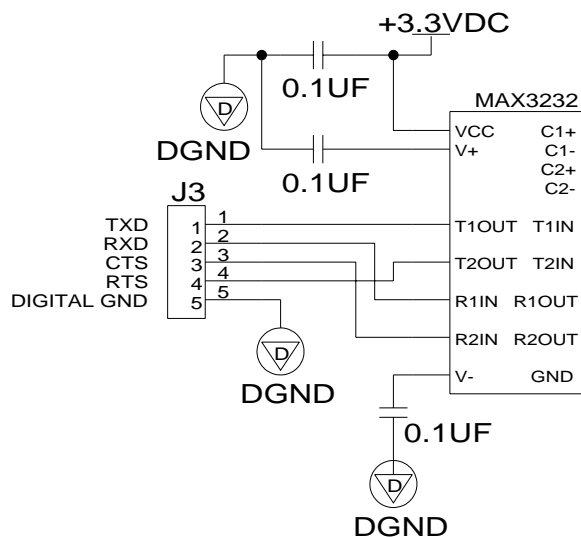 +3.3VDC
0.1UF
D
DGND
0.1UF
MAX3232
VCC C1+
C1-
V+
C2+
C2-
J3
TXD 1 1
RXD 2 2
CTS 3 3
RTS 4 4
DIGITAL GND 5 5
T1OUT T1IN
T2OUT T2IN
R1IN R1OUT
R2IN R2OUT
V- GND
D
DGND
0.1UF
D
DGND